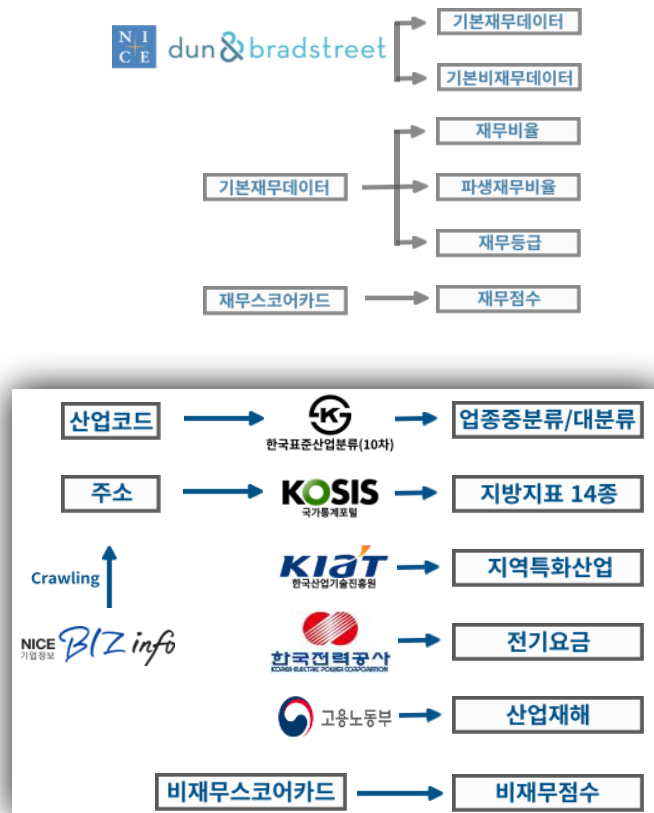 NICE dun & bradstreet
기본재무데이터
기본비재무데이터
재무비율
기본재무데이터
파생재무비율
재무등급
재무스코어카드
재무점수
산업코드
한국표준산업분류(10차)
업종중분류/대분류
주소
KOSIS
국가통계포털
지방지표 14종
Crawling
KIAT
한국산업기술진흥원
지역특화산업
NICE BIZ info
기업정보
한국전력공사
KOREA ELECTRIC POWER CORPORATION
전기요금
고용노동부
산업재해
비재무스코어카드
비재무점수